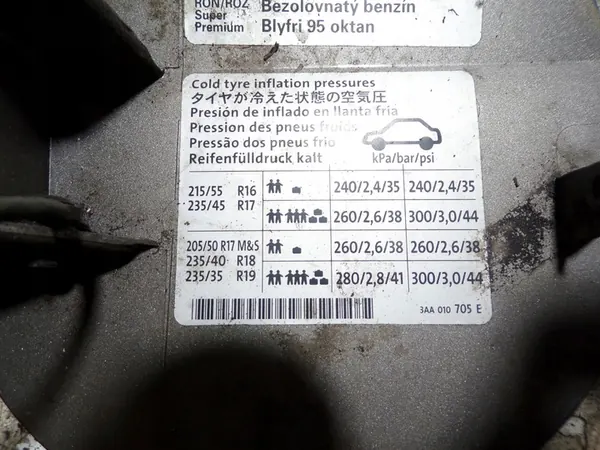 RON/ROZ
Super
Premium
Bezolovnatý benzín
Blyfri 95 oktan
Cold tyre inflation pressures
タイヤが冷えた状態の空気圧
Presión de inflado en llanta fria
Pression des pneus froids
Pressão dos pneus frio
Reifenfülldruck kalt
kPa/bar/psi
215/55 R16
235/45 R17
240/2,4/35 240/2,4/35
260/2,6/38 300/3,0/44
205/50 R17 M&S
235/40 R18
235/35 R19
260/2,6/38 260/2,6/38
280/2,8/41 300/3,0/44
3AA 010 705 E